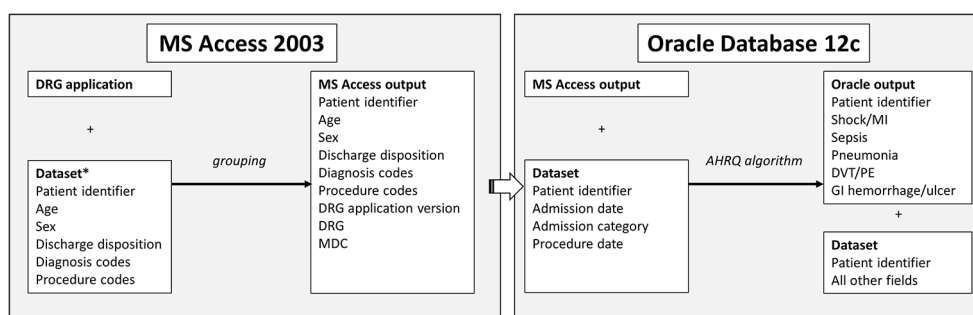 MS Access 2003
DRG application
+
Dataset*
Patient identifier
Age
Sex
Discharge disposition
Diagnosis codes
Procedure codes
grouping
MS Access output
Patient identifier
Age
Sex
Discharge disposition
Diagnosis codes
Procedure codes
DRG application version
DRG
MDC
Oracle Database 12c
MS Access output
+
Dataset
Patient identifier
Admission date
Admission category
Procedure date
AHRQ algorithm
Oracle output
Patient identifier
Shock/MI
Sepsis
Pneumonia
DVT/PE
GI hemorrhage/ulcer
+
Dataset
Patient identifier
All other fields